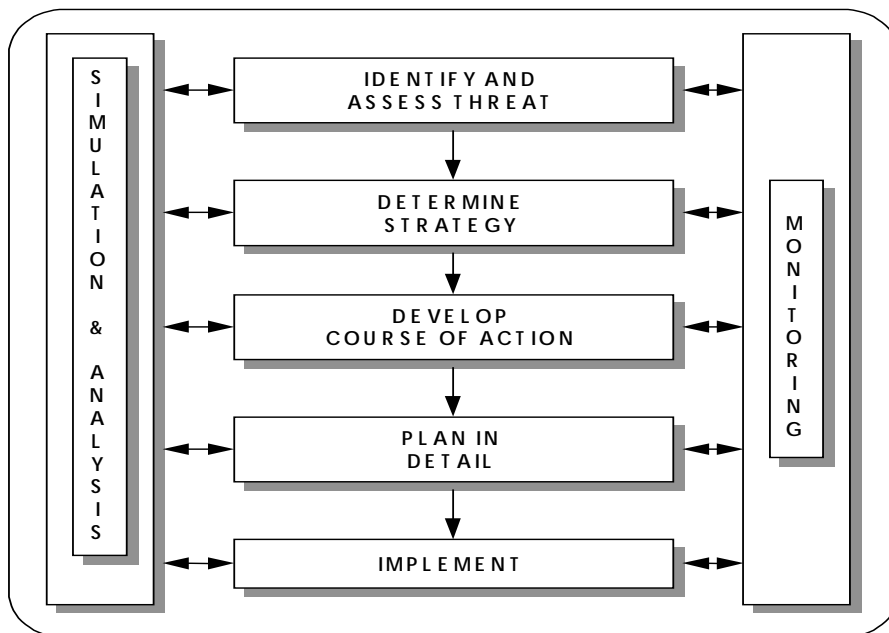 SIMULATION & ANALYSIS
IDENTIFY AND
ASSESS THREAT
DETERMINE
STRATEGY
DEVELOP
COURSE OF ACTION
PLAN IN
DETAIL
IMPLEMENT
MONITORING